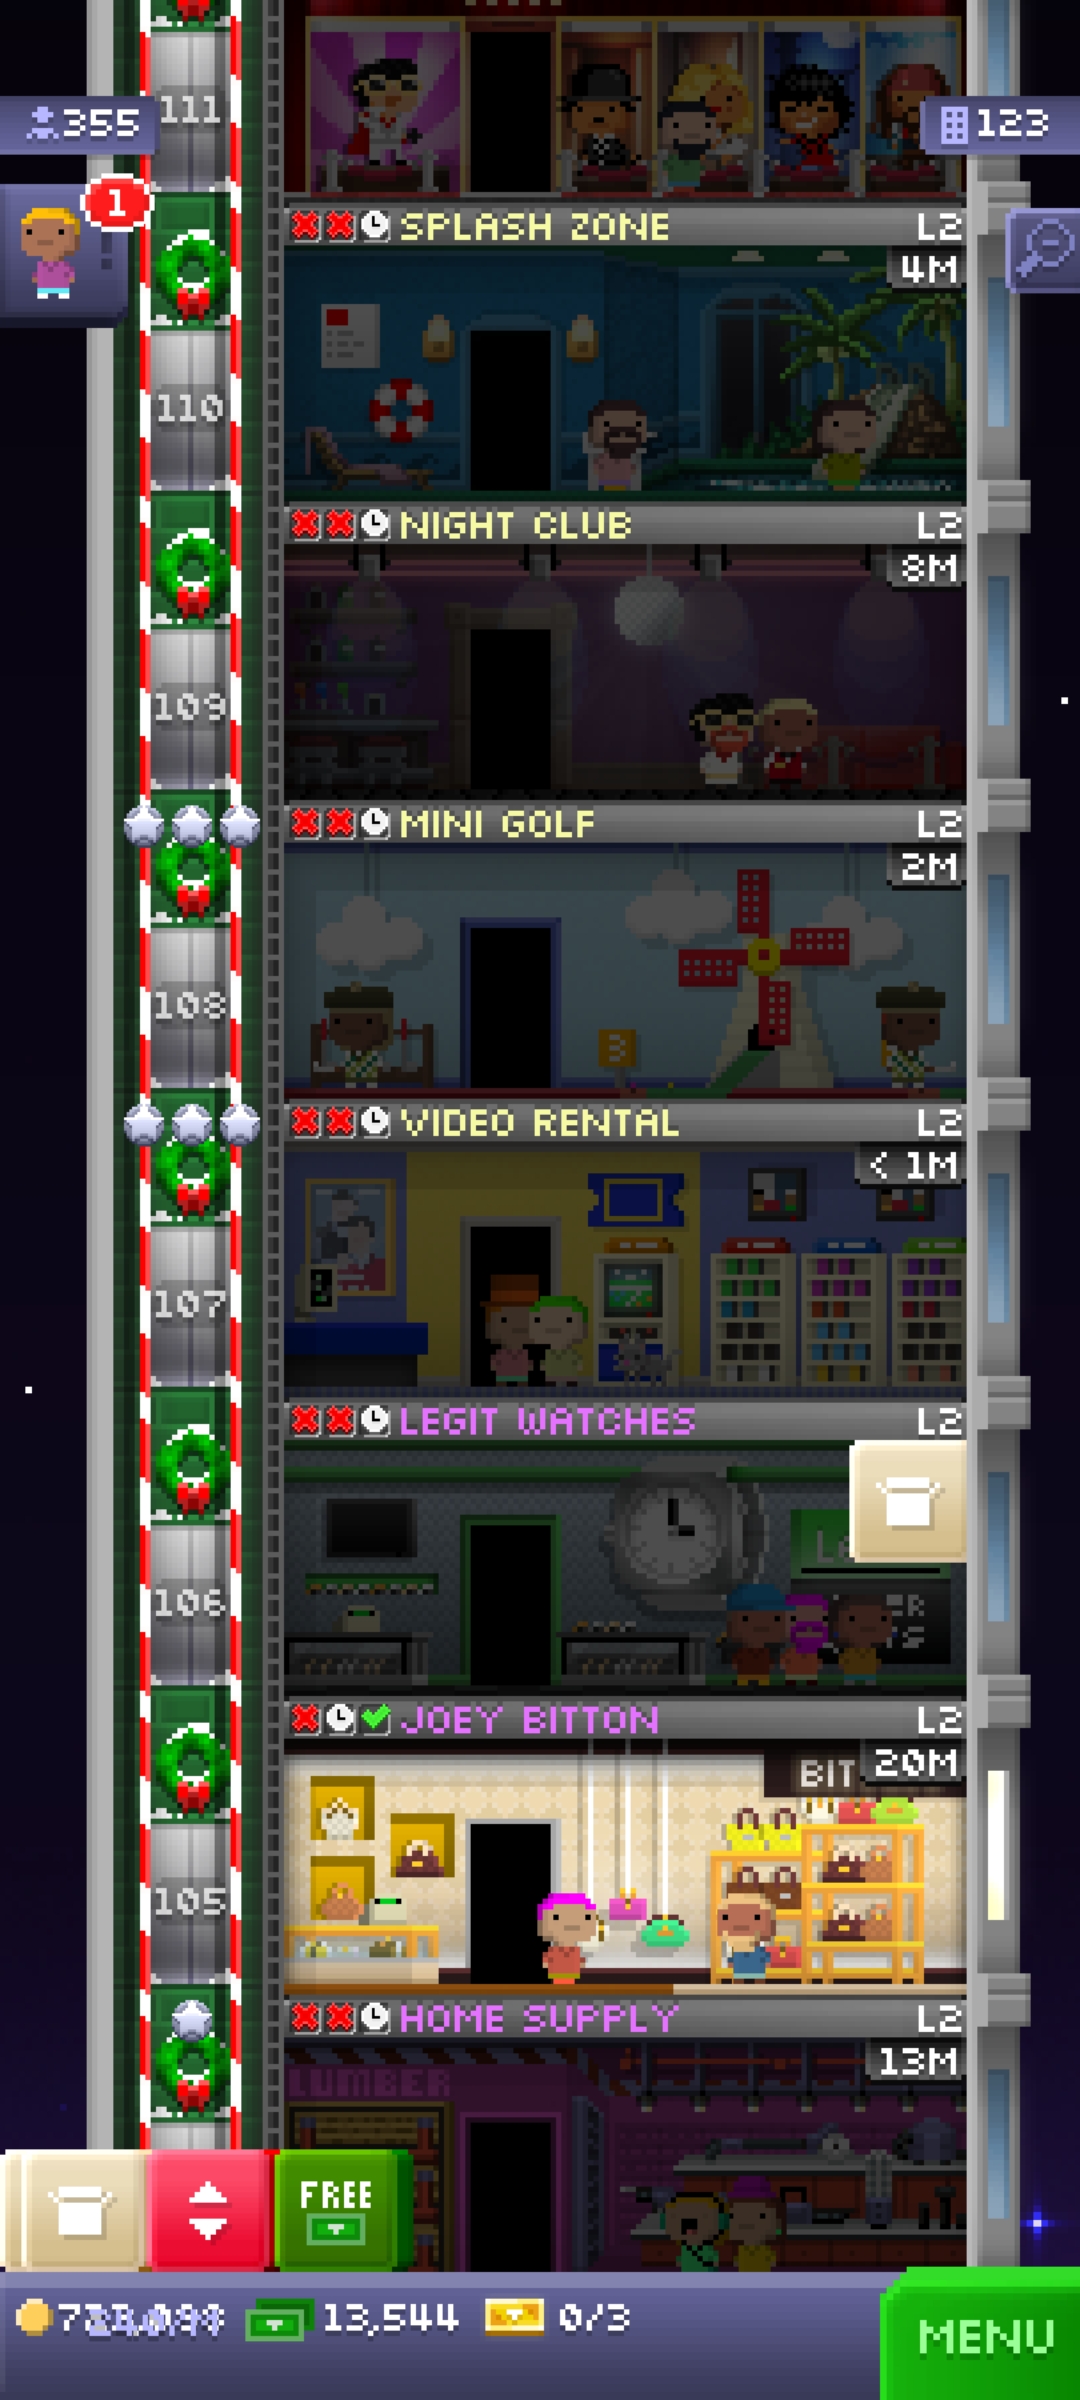 111
355
123
1
SPLASH ZONE L2
4M
110
NIGHT CLUB L2
8M
109
MINI GOLF L2
2M
108
3
VIDEO RENTAL L2
< 1M
107
LEGIT WATCHES L2
106
JOEY BITTON L2
BIT 20M
105
HOME SUPPLY L2
13M
LUMBER
FREE
13,544 0/3
MENU